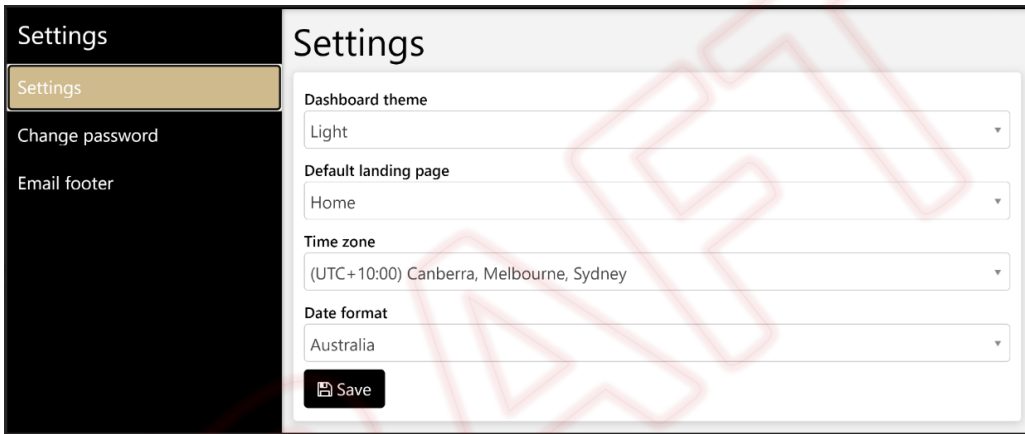 Settings
Settings
Change password
Email footer
Settings
Dashboard theme
Light
Default landing page
Home
Time zone
(UTC+10:00) Canberra, Melbourne, Sydney
Date format
Australia
Save